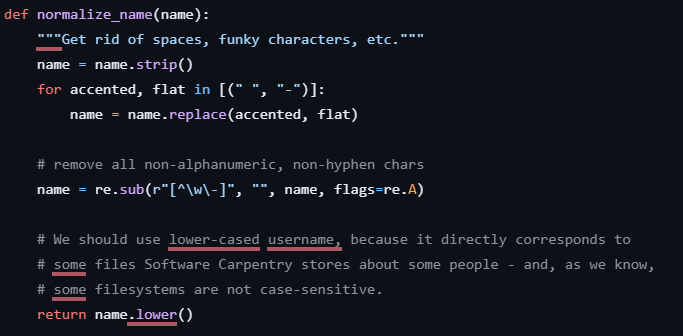 def normalize_name(name):
    """Get rid of spaces, funky characters, etc."""
    name = name.strip()
    for accented, flat in [(" ", "-")]:
        name = name.replace(accented, flat)
    # remove all non-alphanumeric, non-hyphen chars
    name = re.sub(r"[^\w\-]", "", name, flags=re.A)
    # We should use lower-cased username, because it directly corresponds to
    # some files Software Carpentry stores about some people - and, as we know,
    # some filesystems are not case-sensitive.
    return name.lower()